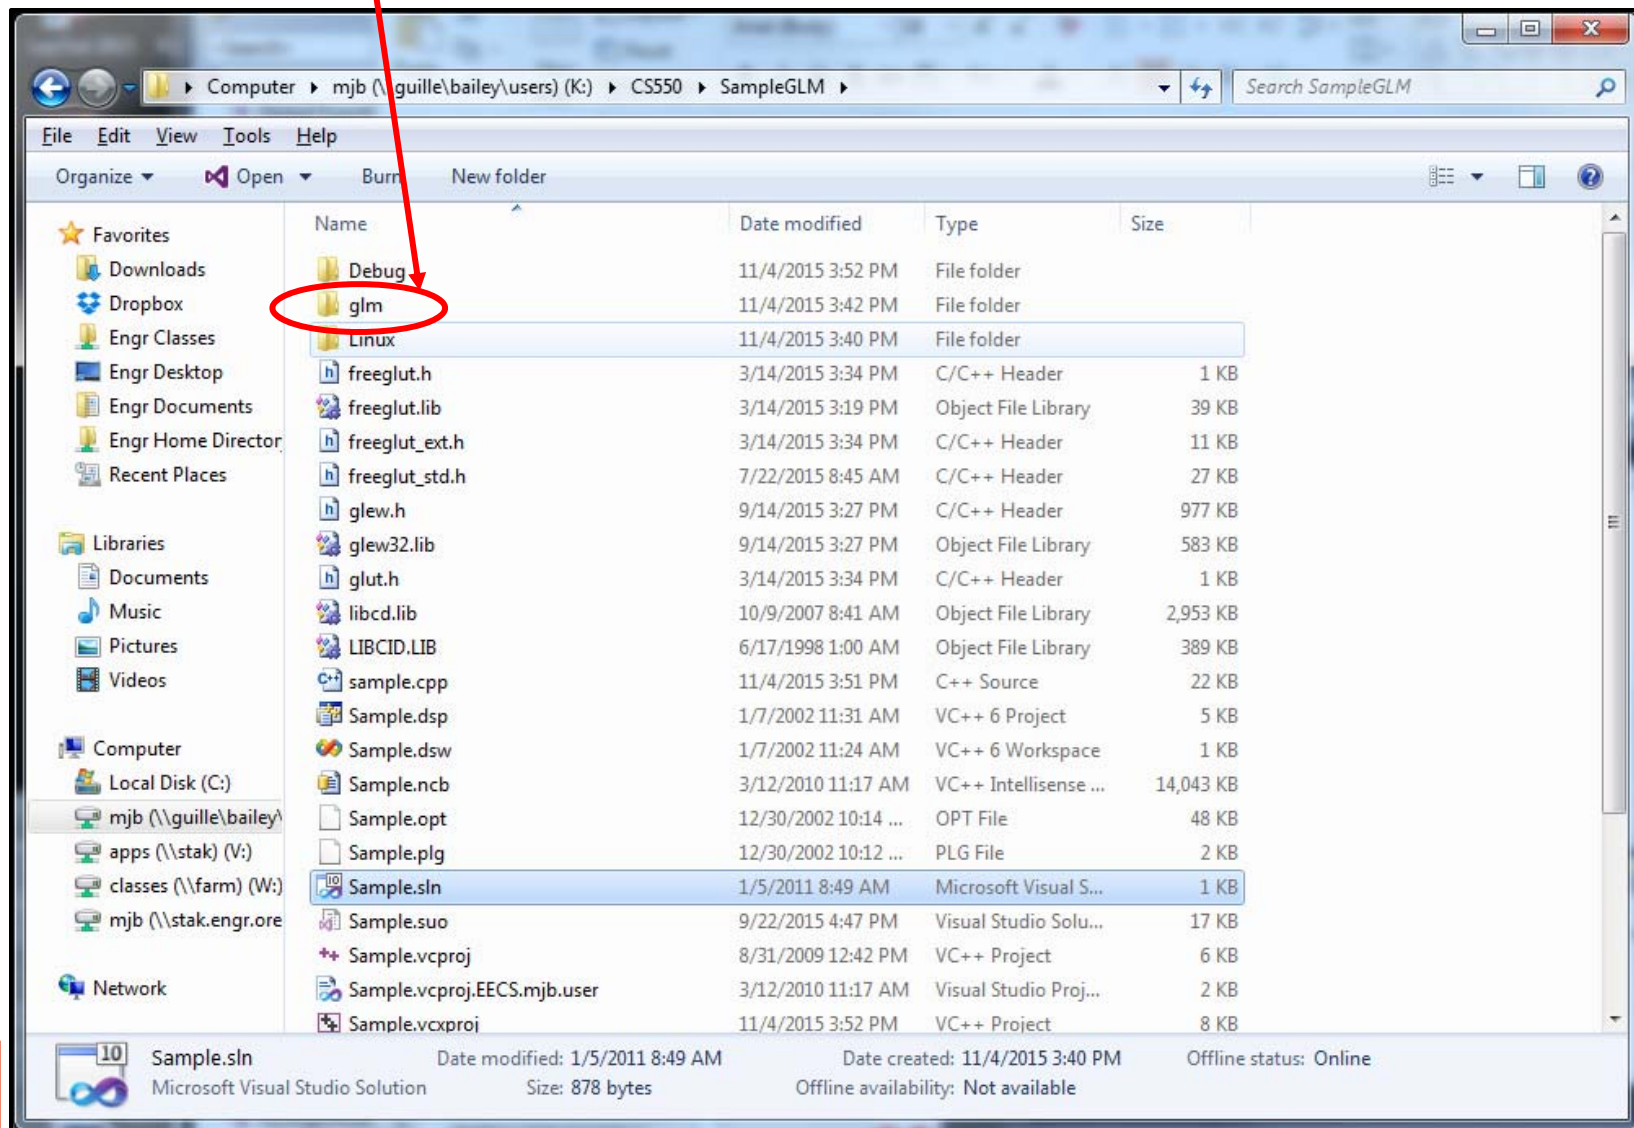 Computer mjb (\\guille\bailey\users) (K:) CS550 SampleGLM Search SampleGLM
File Edit View Tools Help
Organize Open Burn New folder
Name Date modified Type Size
Favorites
Downloads
Dropbox
Engr Classes
Engr Desktop
Engr Documents
Engr Home Director
Recent Places
Libraries
Documents
Music
Pictures
Videos
Computer
Local Disk (C:)
mjb (\\guille\bailey\
apps (\\stak) (V:)
classes (\\farm) (W:)
mjb (\\stak.engr.ore
Network
Debug 11/4/2015 3:52 PM File folder
glm 11/4/2015 3:42 PM File folder
Linux 11/4/2015 3:40 PM File folder
freeglut.h 3/14/2015 3:34 PM C/C++ Header 1 KB
freeglut.lib 3/14/2015 3:19 PM Object File Library 39 KB
freeglut_ext.h 3/14/2015 3:34 PM C/C++ Header 11 KB
freeglut_std.h 7/22/2015 8:45 AM C/C++ Header 27 KB
glew.h 9/14/2015 3:27 PM C/C++ Header 977 KB
glew32.lib 9/14/2015 3:27 PM Object File Library 583 KB
glut.h 3/14/2015 3:34 PM C/C++ Header 1 KB
libcd.lib 10/9/2007 8:41 AM Object File Library 2,953 KB
LIBCID.LIB 6/17/1998 1:00 AM Object File Library 389 KB
sample.cpp 11/4/2015 3:51 PM C++ Source 22 KB
Sample.dsp 1/7/2002 11:31 AM VC++ 6 Project 5 KB
Sample.dsw 1/7/2002 11:24 AM VC++ 6 Workspace 1 KB
Sample.ncb 3/12/2010 11:17 AM VC++ Intellisense ... 14,043 KB
Sample.opt 12/30/2002 10:14 ... OPT File 48 KB
Sample.plg 12/30/2002 10:12 ... PLG File 2 KB
Sample.sln 1/5/2011 8:49 AM Microsoft Visual S... 1 KB
Sample.suo 9/22/2015 4:47 PM Visual Studio Solu... 17 KB
Sample.vcproj 8/31/2009 12:42 PM VC++ Project 6 KB
Sample.vcproj.EECS.mjb.user 3/12/2010 11:17 AM Visual Studio Proj... 2 KB
Sample.vcxproj 11/4/2015 3:52 PM VC++ Project 8 KB
10 Sample.sln Date modified: 1/5/2011 8:49 AM Date created: 11/4/2015 3:40 PM Offline status: Online
Microsoft Visual Studio Solution Size: 878 bytes Offline availability: Not available